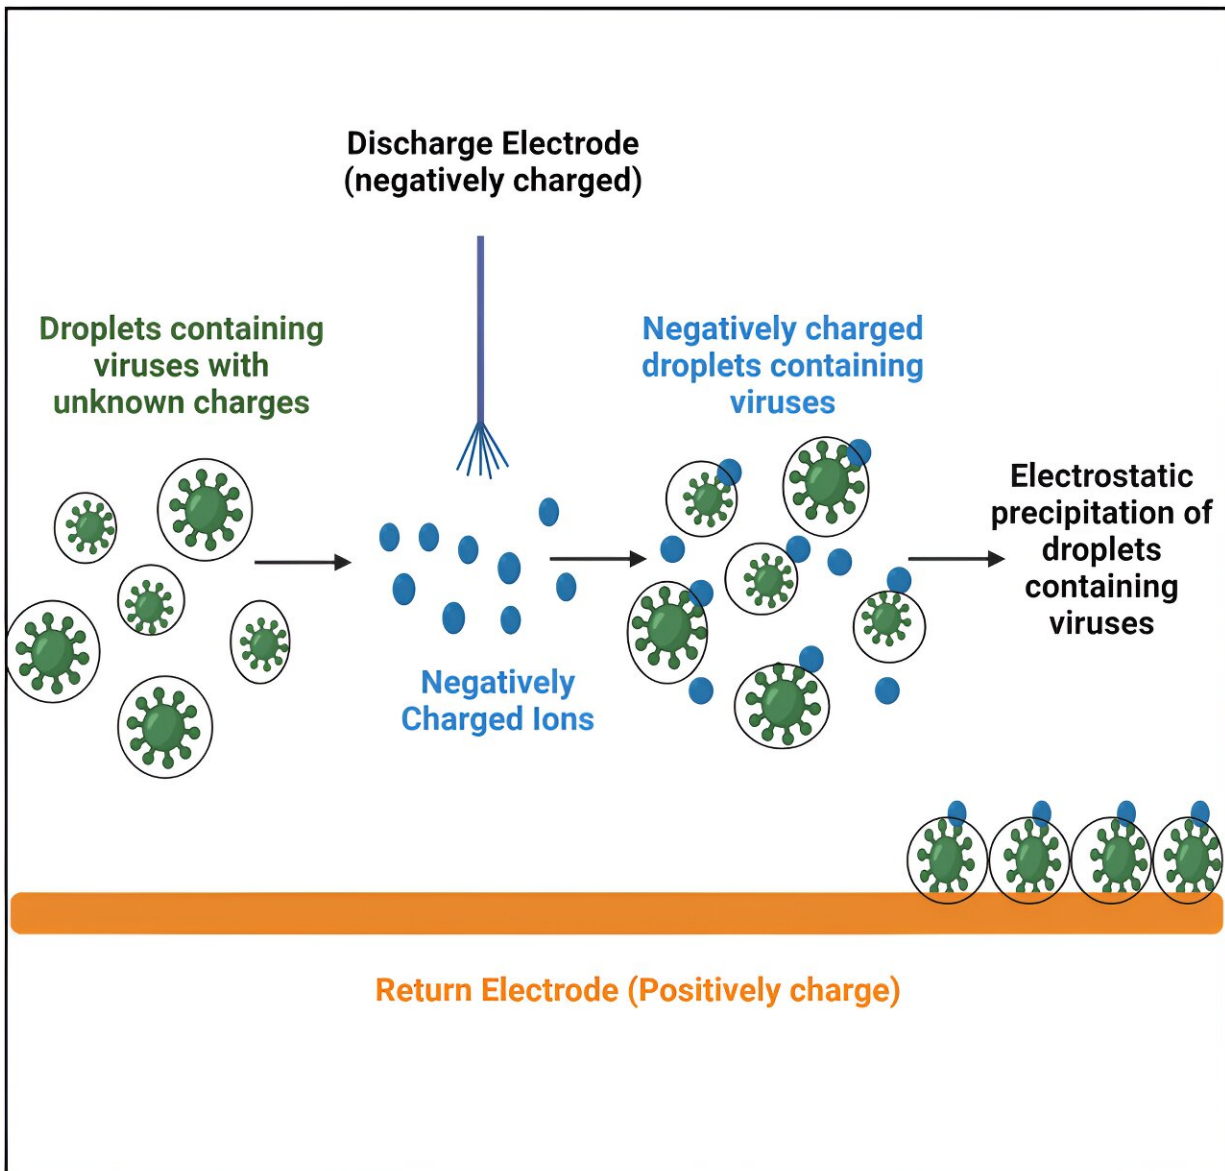 Discharge Electrode
(negatively charged)
Droplets containing
viruses with
unknown charges
Negatively charged
droplets containing
viruses
Electrostatic
precipitation of
droplets
containing
viruses
Negatively
Charged Ions
Return Electrode (Positively charge)